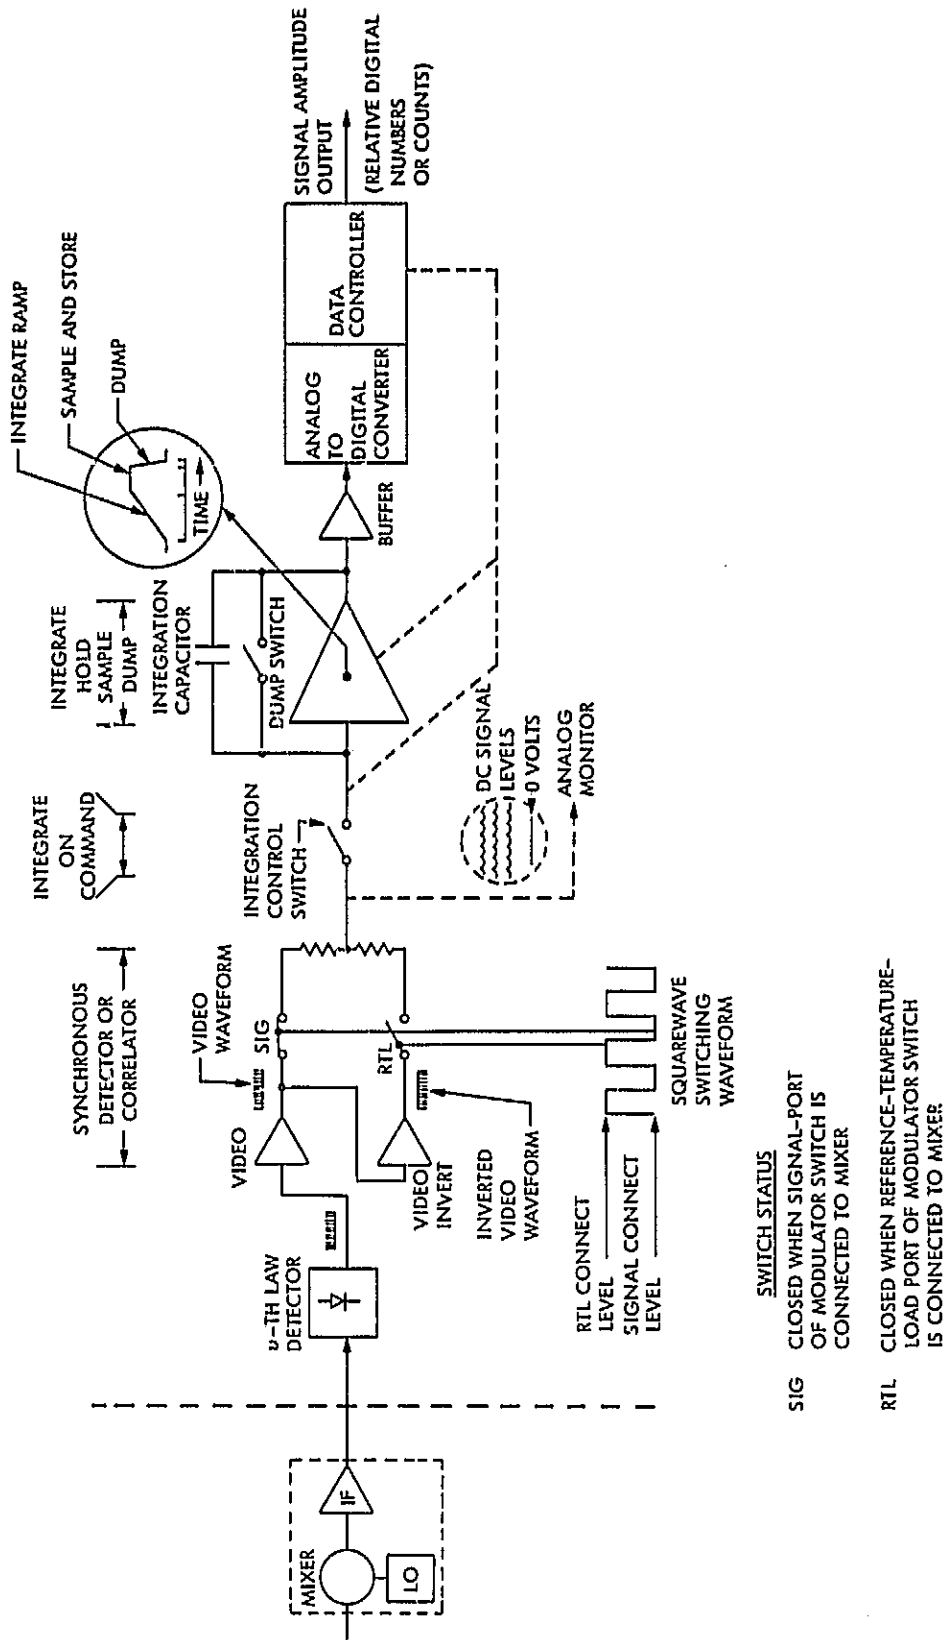 SYNCHRONOUS
DETECTOR OR
CORRELATOR
INTEGRATE
ON
COMMAND
INTEGRATE
HOLD
SAMPLE
DUMP
INTEGRATE RAMP
SAMPLE AND STORE
DUMP
TIME
MIXER
LO
IF
υ-TH LAW
DETECTOR
VIDEO
VIDEO
WAVEFORM
SIG
RTL
VIDEO
INVERT
INVERTED
VIDEO
WAVEFORM
INTEGRATION
CONTROL
SWITCH
INTEGRATION
CAPACITOR
DUMP SWITCH
BUFFER
ANALOG
TO
DIGITAL
CONVERTER
DATA
CONTROLLER
SIGNAL AMPLITUDE
OUTPUT
(RELATIVE DIGITAL
NUMBERS
OR COUNTS)
DC SIGNAL
LEVELS
0 VOLTS
ANALOG
MONITOR
RTL CONNECT
LEVEL
SIGNAL CONNECT
LEVEL
SQUAREWAVE
SWITCHING
WAVEFORM
SWITCH STATUS
SIG CLOSED WHEN SIGNAL-PORT
OF MODULATOR SWITCH IS
CONNECTED TO MIXER
RTL CLOSED WHEN REFERENCE-TEMPERATURE-
LOAD PORT OF MODULATOR SWITCH
IS CONNECTED TO MIXER